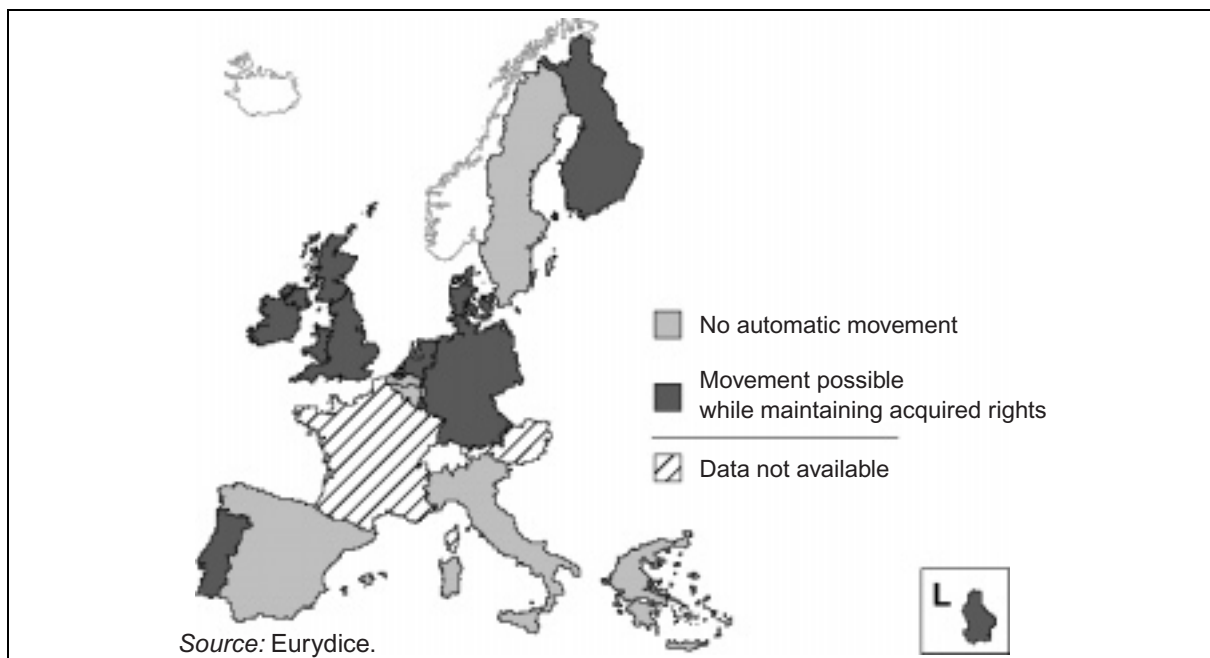 No automatic movement
Movement possible
while maintaining acquired rights
Data not available
L
Source: Eurydice.